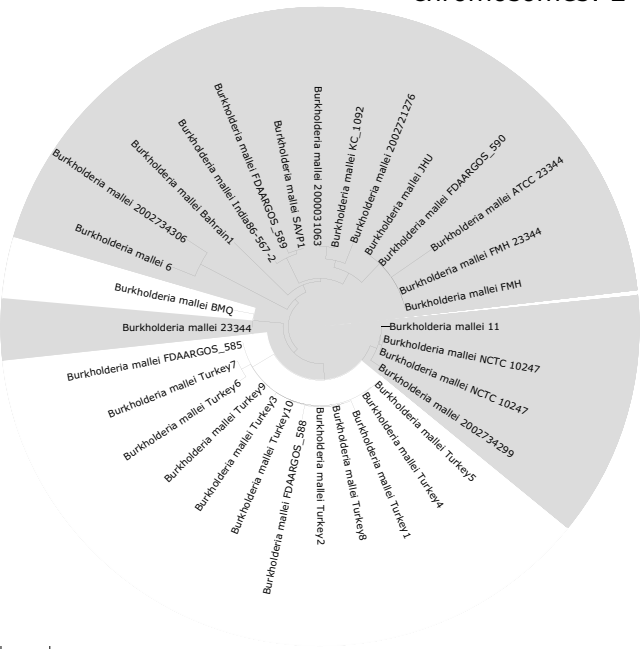 Burkholderia mallei 6
Burkholderia mallei 2002734306
Burkholderia mallei Bahrain1
Burkholderia mallei India86-567-2
Burkholderia mallei FDAARGOS_589
Burkholderia mallei SAVP1
Burkholderia mallei 2000031063
Burkholderia mallei KC_1092
Burkholderia mallei 2002721276
Burkholderia mallei JHU
Burkholderia mallei FDAARGOS_590
Burkholderia mallei ATCC 23344
Burkholderia mallei FMH 23344
Burkholderia mallei FMH
Burkholderia mallei 11
Burkholderia mallei NCTC 10247
Burkholderia mallei NCTC 10247
Burkholderia mallei 2002734299
Burkholderia mallei Turkey5
Burkholderia mallei Turkey4
Burkholderia mallei Turkey1
Burkholderia mallei Turkey8
Burkholderia mallei Turkey2
Burkholderia mallei FDAARGOS_588
Burkholderia mallei Turkey10
Burkholderia mallei Turkey3
Burkholderia mallei Turkey9
Burkholderia mallei Turkey6
Burkholderia mallei Turkey7
Burkholderia mallei FDAARGOS_585
Burkholderia mallei 23344
Burkholderia mallei BMQ